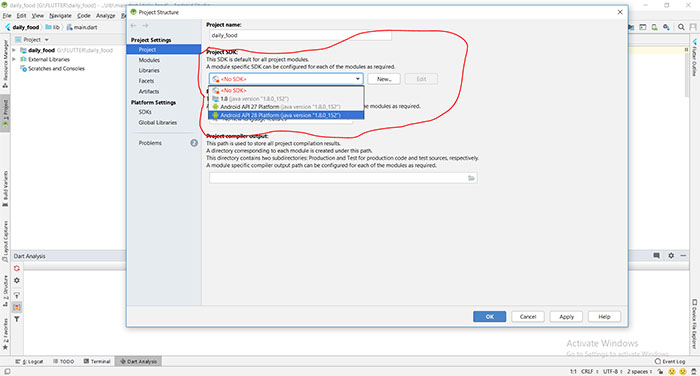 daily_food [G:\FLUTTER\daily_food]
File Edit View Navigate Code Analyze
daily_food lib main.dart
Project
daily_food G:\FLUTTER\daily_food
External Libraries
Scratches and Consoles
Resource Manager
1: Project
Build Variants
Layout Captures
Z: Structure
2: Favorites
Flutter Outline
Device File Explorer
Project Structure
Project Settings
Project
Modules
Libraries
Facets
Artifacts
Platform Settings
SDKs
Global Libraries
Problems 2
Project name:
daily_food
Project SDK:
This SDK is default for all project modules.
A module specific SDK can be configured for each of the modules as required.
<No SDK> New... Edit
<No SDK>
1.8 (java version "1.8.0_152")
Android API 27 Platform (java version "1.8.0_152")
Android API 28 Platform (java version "1.8.0_152")
modules as required.
Project compiler output:
This path is used to store all project compilation results.
A directory corresponding to each module is created under this path.
This directory contains two subdirectories: Production and Test for production code and test sources, respectively.
A module specific compiler output path can be configured for each of the modules as required.
OK Cancel Apply Help
Dart Analysis
Activate Windows
Go to Settings to activate Windows.
6: Logcat TODO Terminal Dart Analysis Event Log
1:1 CRLF UTF-8 2 spaces